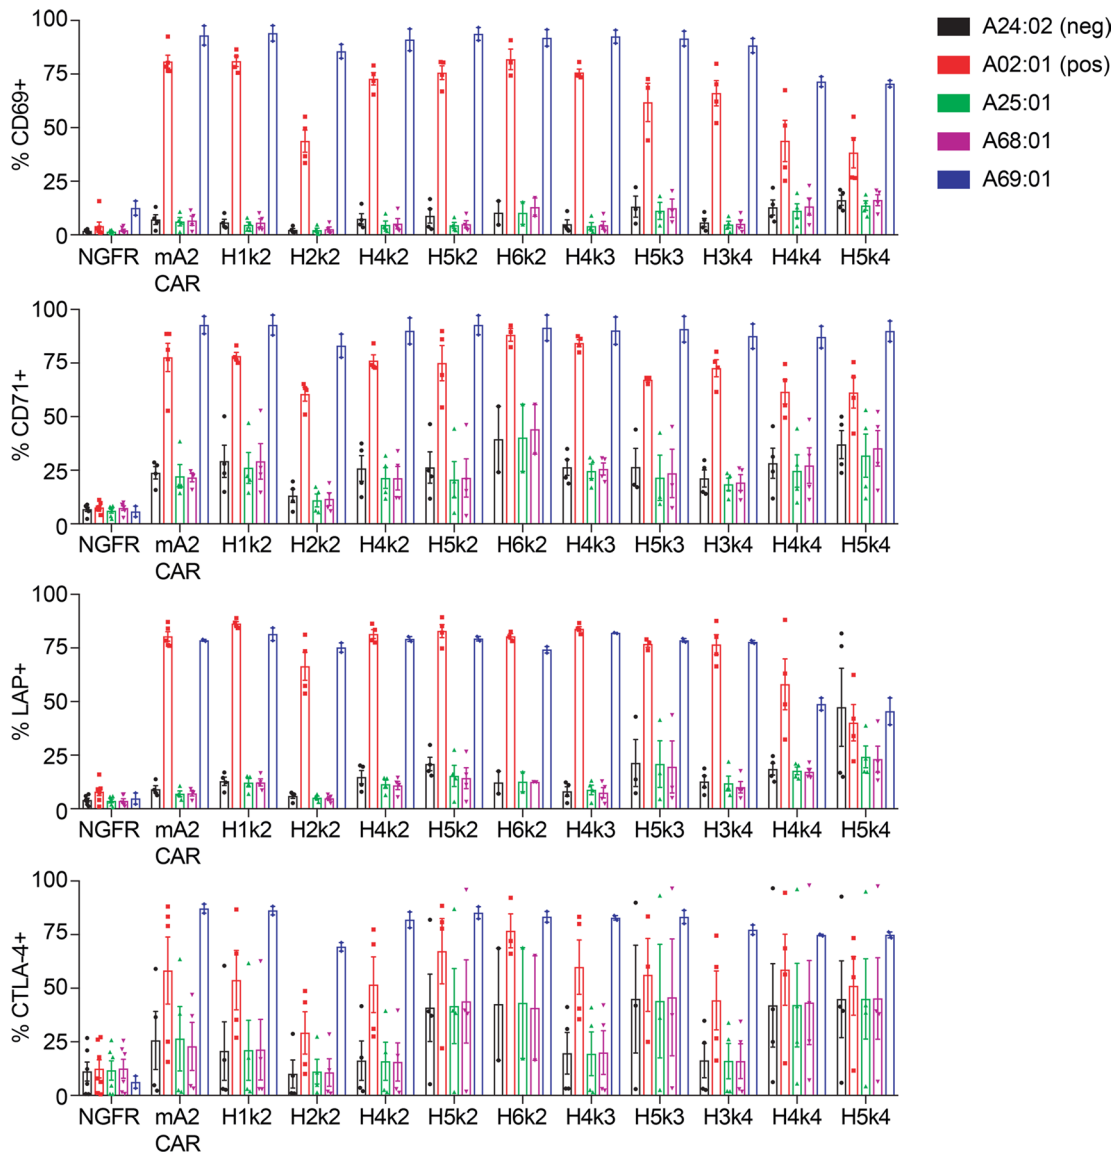 A24:02 (neg)
A02:01 (pos)
A25:01
A68:01
A69:01
% CD69+
100
75
50
25
0
NGFR mA2 H1k2 H2k2 H4k2 H5k2 H6k2 H4k3 H5k3 H3k4 H4k4 H5k4
CAR
% CD71+
100
75
50
25
0
NGFR mA2 H1k2 H2k2 H4k2 H5k2 H6k2 H4k3 H5k3 H3k4 H4k4 H5k4
CAR
% LAP+
100
75
50
25
0
NGFR mA2 H1k2 H2k2 H4k2 H5k2 H6k2 H4k3 H5k3 H3k4 H4k4 H5k4
CAR
% CTLA-4+
100
75
50
25
0
NGFR mA2 H1k2 H2k2 H4k2 H5k2 H6k2 H4k3 H5k3 H3k4 H4k4 H5k4
CAR